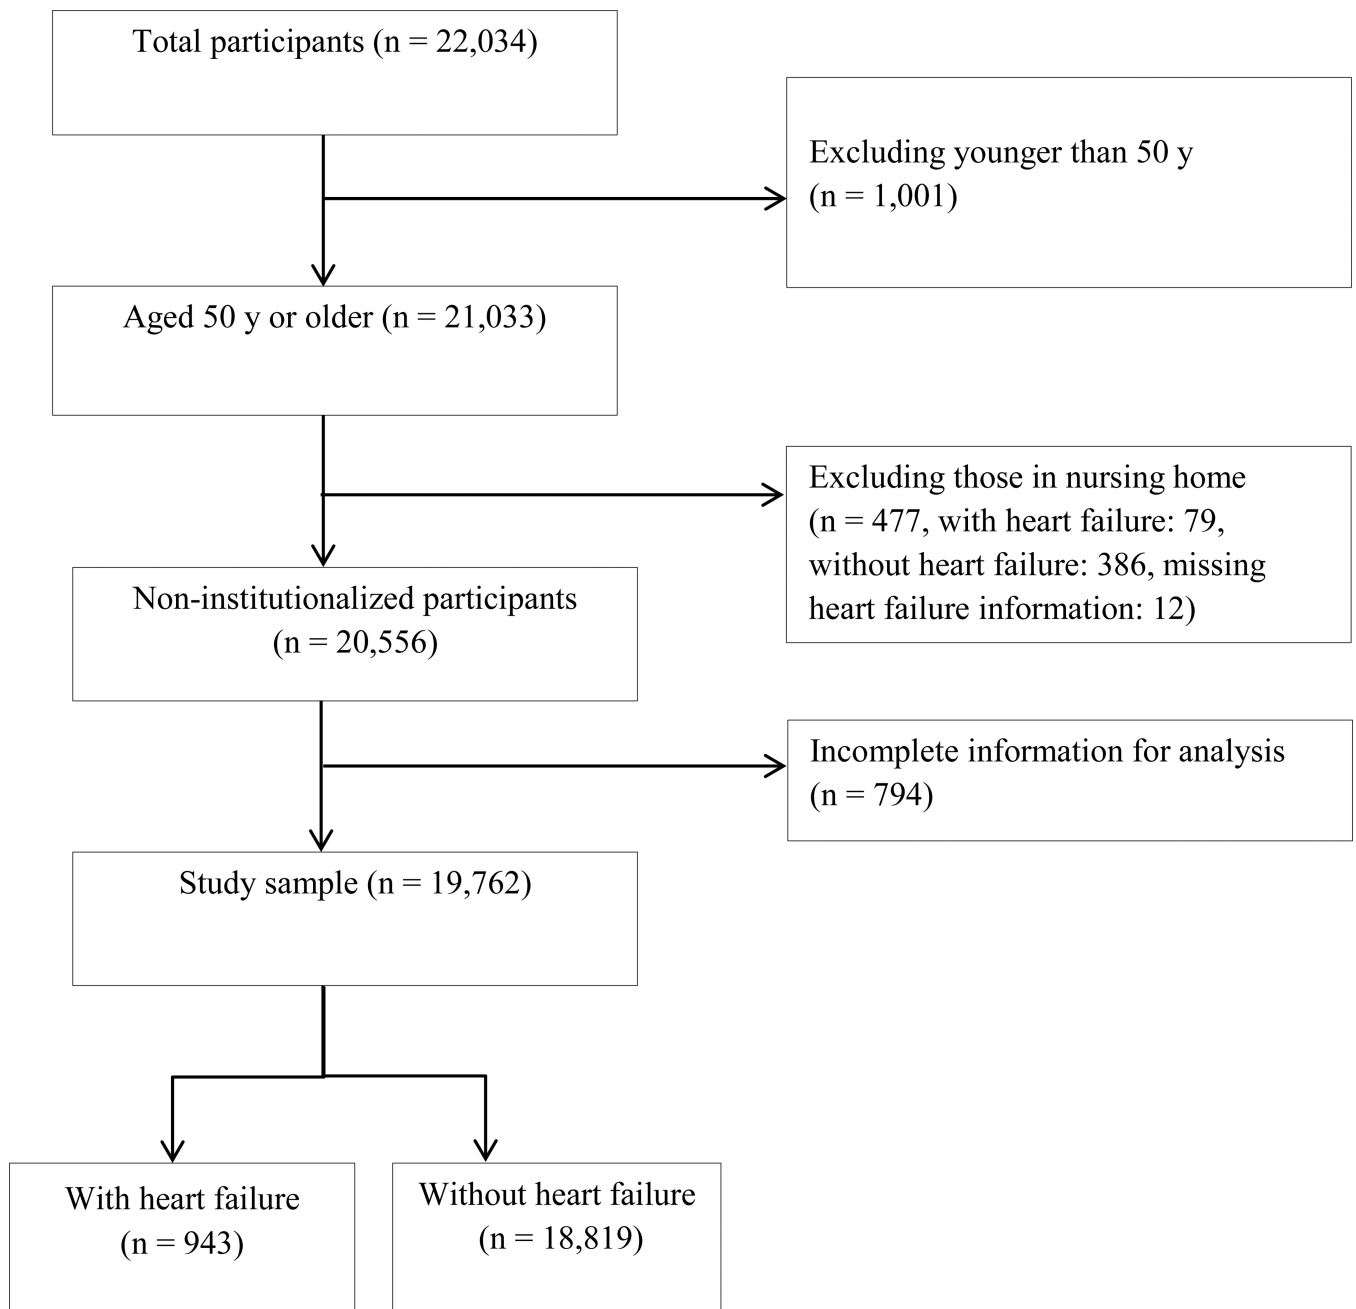 Total participants (n = 22,034)
Excluding younger than 50 y
(n = 1,001)
Aged 50 y or older (n = 21,033)
Excluding those in nursing home
(n = 477, with heart failure: 79,
without heart failure: 386, missing
heart failure information: 12)
Non-institutionalized participants
(n = 20,556)
Incomplete information for analysis
(n = 794)
Study sample (n = 19,762)
With heart failure
(n = 943)
Without heart failure
(n = 18,819)